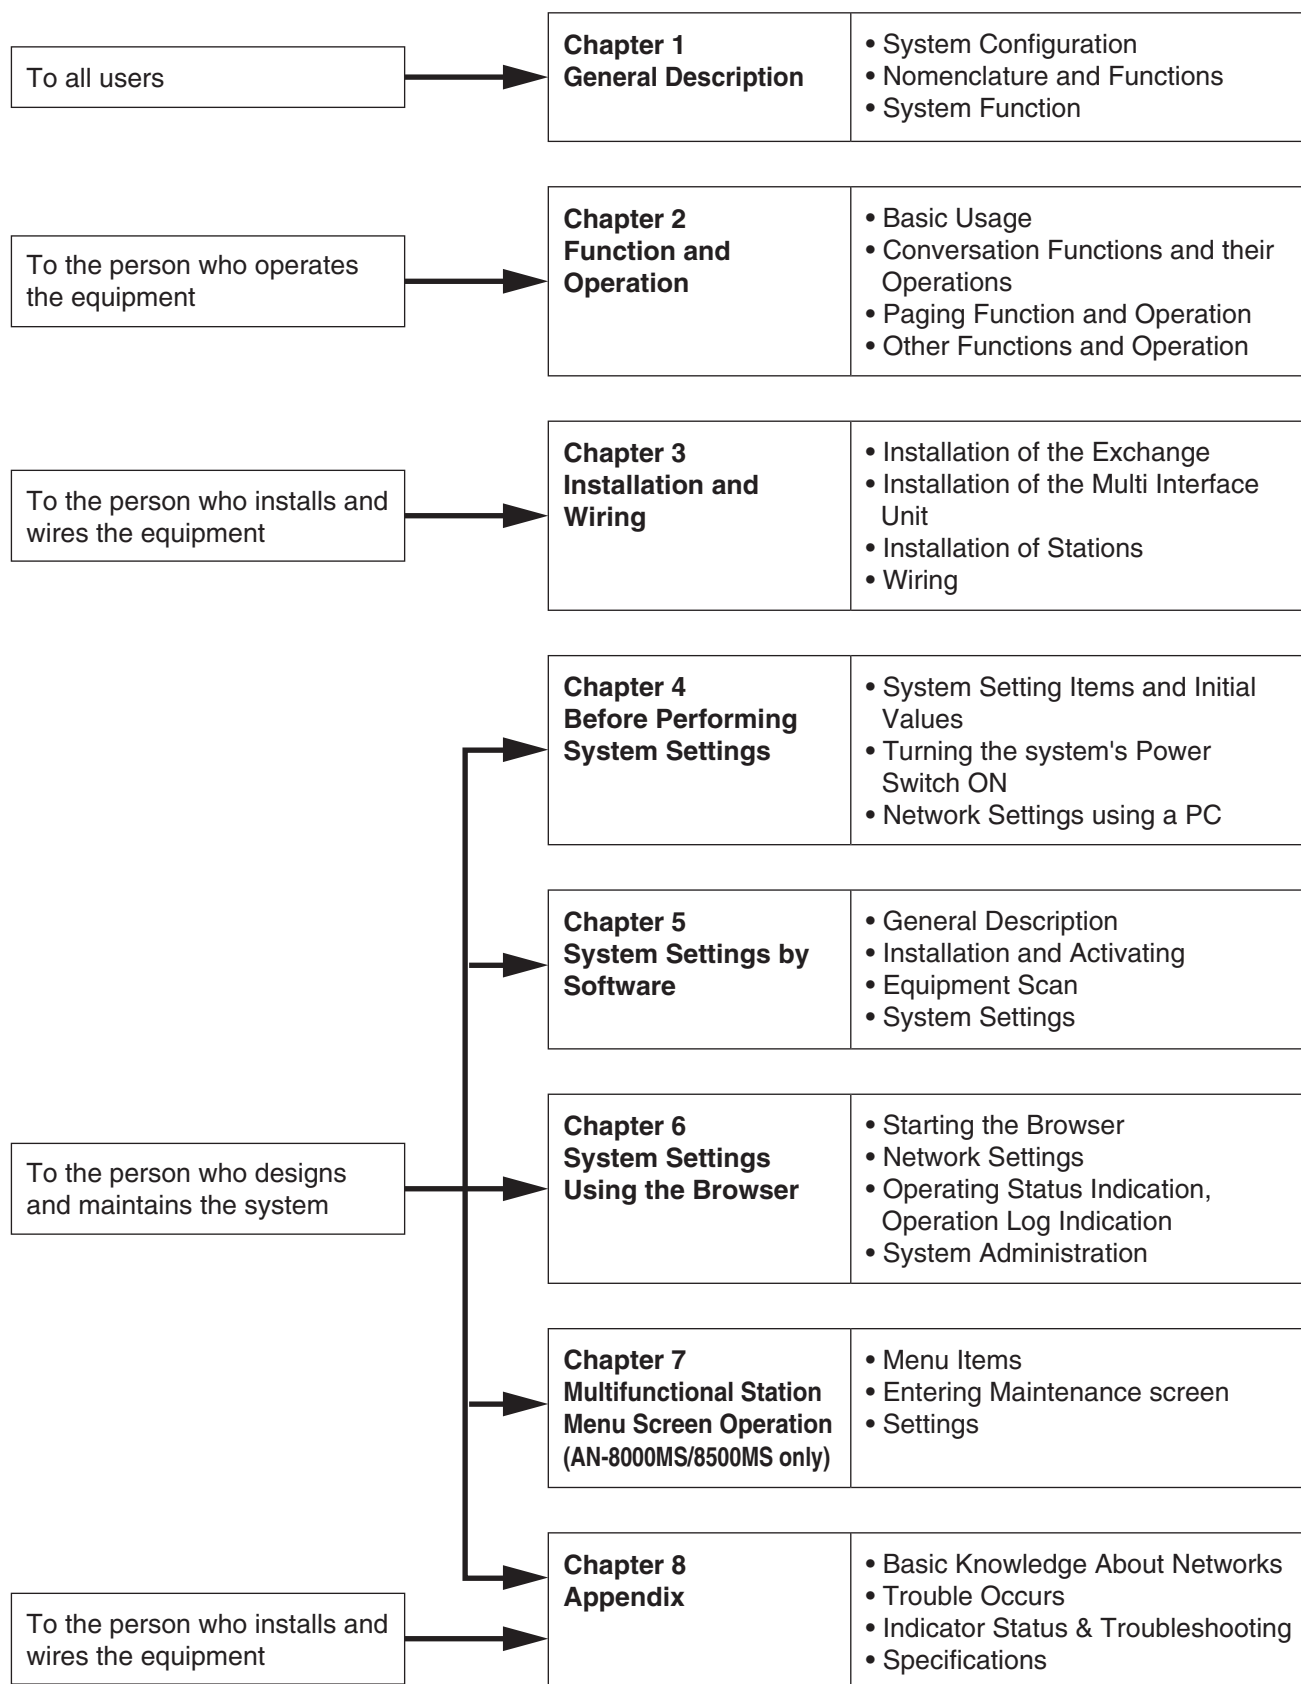 To all users
Chapter 1
General Description
• System Configuration
• Nomenclature and Functions
• System Function
To the person who operates
the equipment
Chapter 2
Function and
Operation
• Basic Usage
• Conversation Functions and their
Operations
• Paging Function and Operation
• Other Functions and Operation
To the person who installs and
wires the equipment
Chapter 3
Installation and
Wiring
• Installation of the Exchange
• Installation of the Multi Interface
Unit
• Installation of Stations
• Wiring
To the person who designs
and maintains the system
Chapter 4
Before Performing
System Settings
• System Setting Items and Initial
Values
• Turning the system's Power
Switch ON
• Network Settings using a PC
Chapter 5
System Settings by
Software
• General Description
• Installation and Activating
• Equipment Scan
• System Settings
Chapter 6
System Settings
Using the Browser
• Starting the Browser
• Network Settings
• Operating Status Indication,
Operation Log Indication
• System Administration
Chapter 7
Multifunctional Station
Menu Screen Operation
(AN-8000MS/8500MS only)
• Menu Items
• Entering Maintenance screen
• Settings
To the person who installs and
wires the equipment
Chapter 8
Appendix
• Basic Knowledge About Networks
• Trouble Occurs
• Indicator Status & Troubleshooting
• Specifications